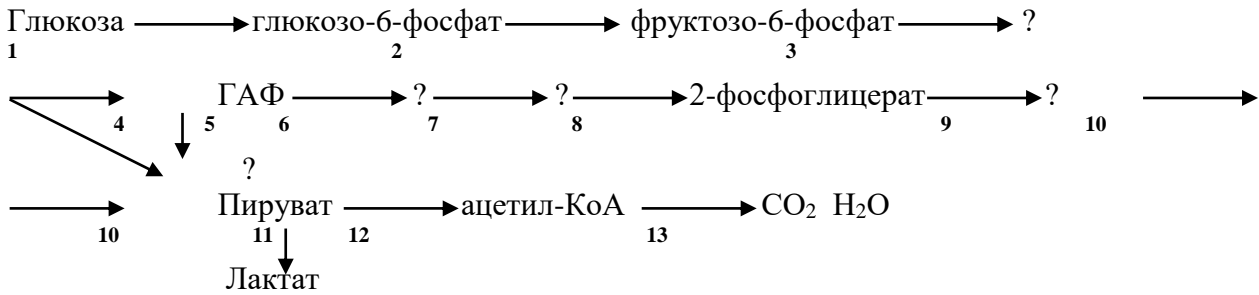 Глюкоза глюкозо-6-фосфат фруктозо-6-фосфат ?
1 2 3
ГАФ ? ? 2-фосфоглицерат ?
4 5 6 7 8 9 10
?
Пируват ацетил-КоА CO₂ H₂O
10 11 12 13
Лактат